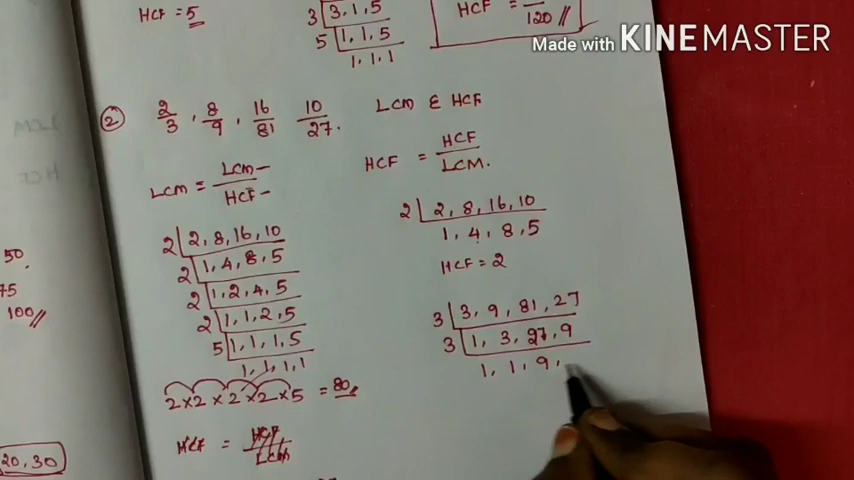 HCF = 5
3 | 3, 1, 5
5 | 1, 1, 5
1, 1, 1
HCF =
120 //
Made with KINEMASTER
② 2/3, 8/9, 16/81 10/27. LCM & HCF
LCM = LCM/HCF
2 | 2, 8, 16, 10
2 | 1, 4, 8, 5
2 | 1, 2, 4, 5
2 | 1, 1, 2, 5
5 | 1, 1, 1, 5
1, 1, 1, 1
2×2×2×2×5 = 80
HCF = HCF/LCM
HCF = HCF/LCM.
2 | 2, 8, 16, 10
1, 4, 8, 5
HCF = 2
3 | 3, 9, 81, 27
3 | 1, 3, 27, 9
1, 1, 9,
50
75
100 //
20, 30